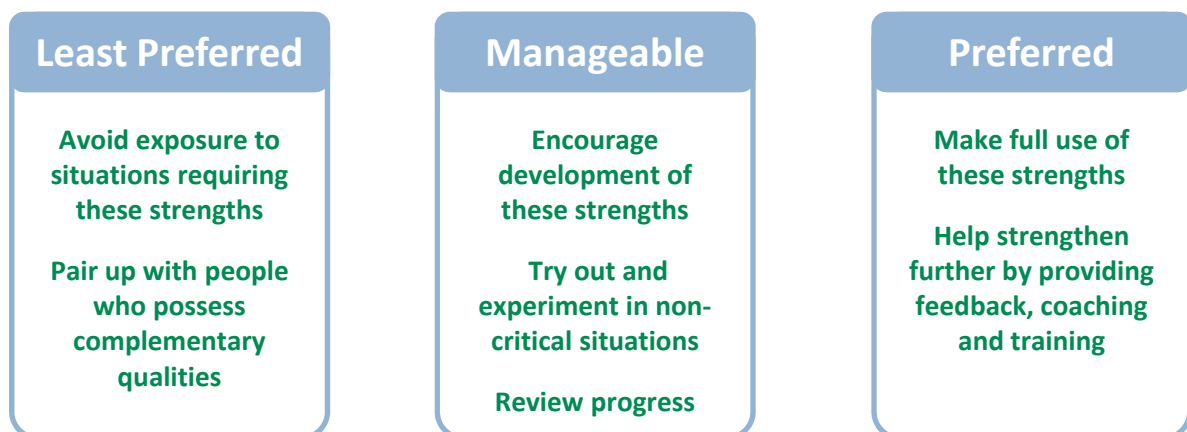 Least Preferred
Avoid exposure to
situations requiring
these strengths
Pair up with people
who possess
complementary
qualities
Manageable
Encourage
development of
these strengths
Try out and
experiment in non-
critical situations
Review progress
Preferred
Make full use of
these strengths
Help strengthen
further by providing
feedback, coaching
and training